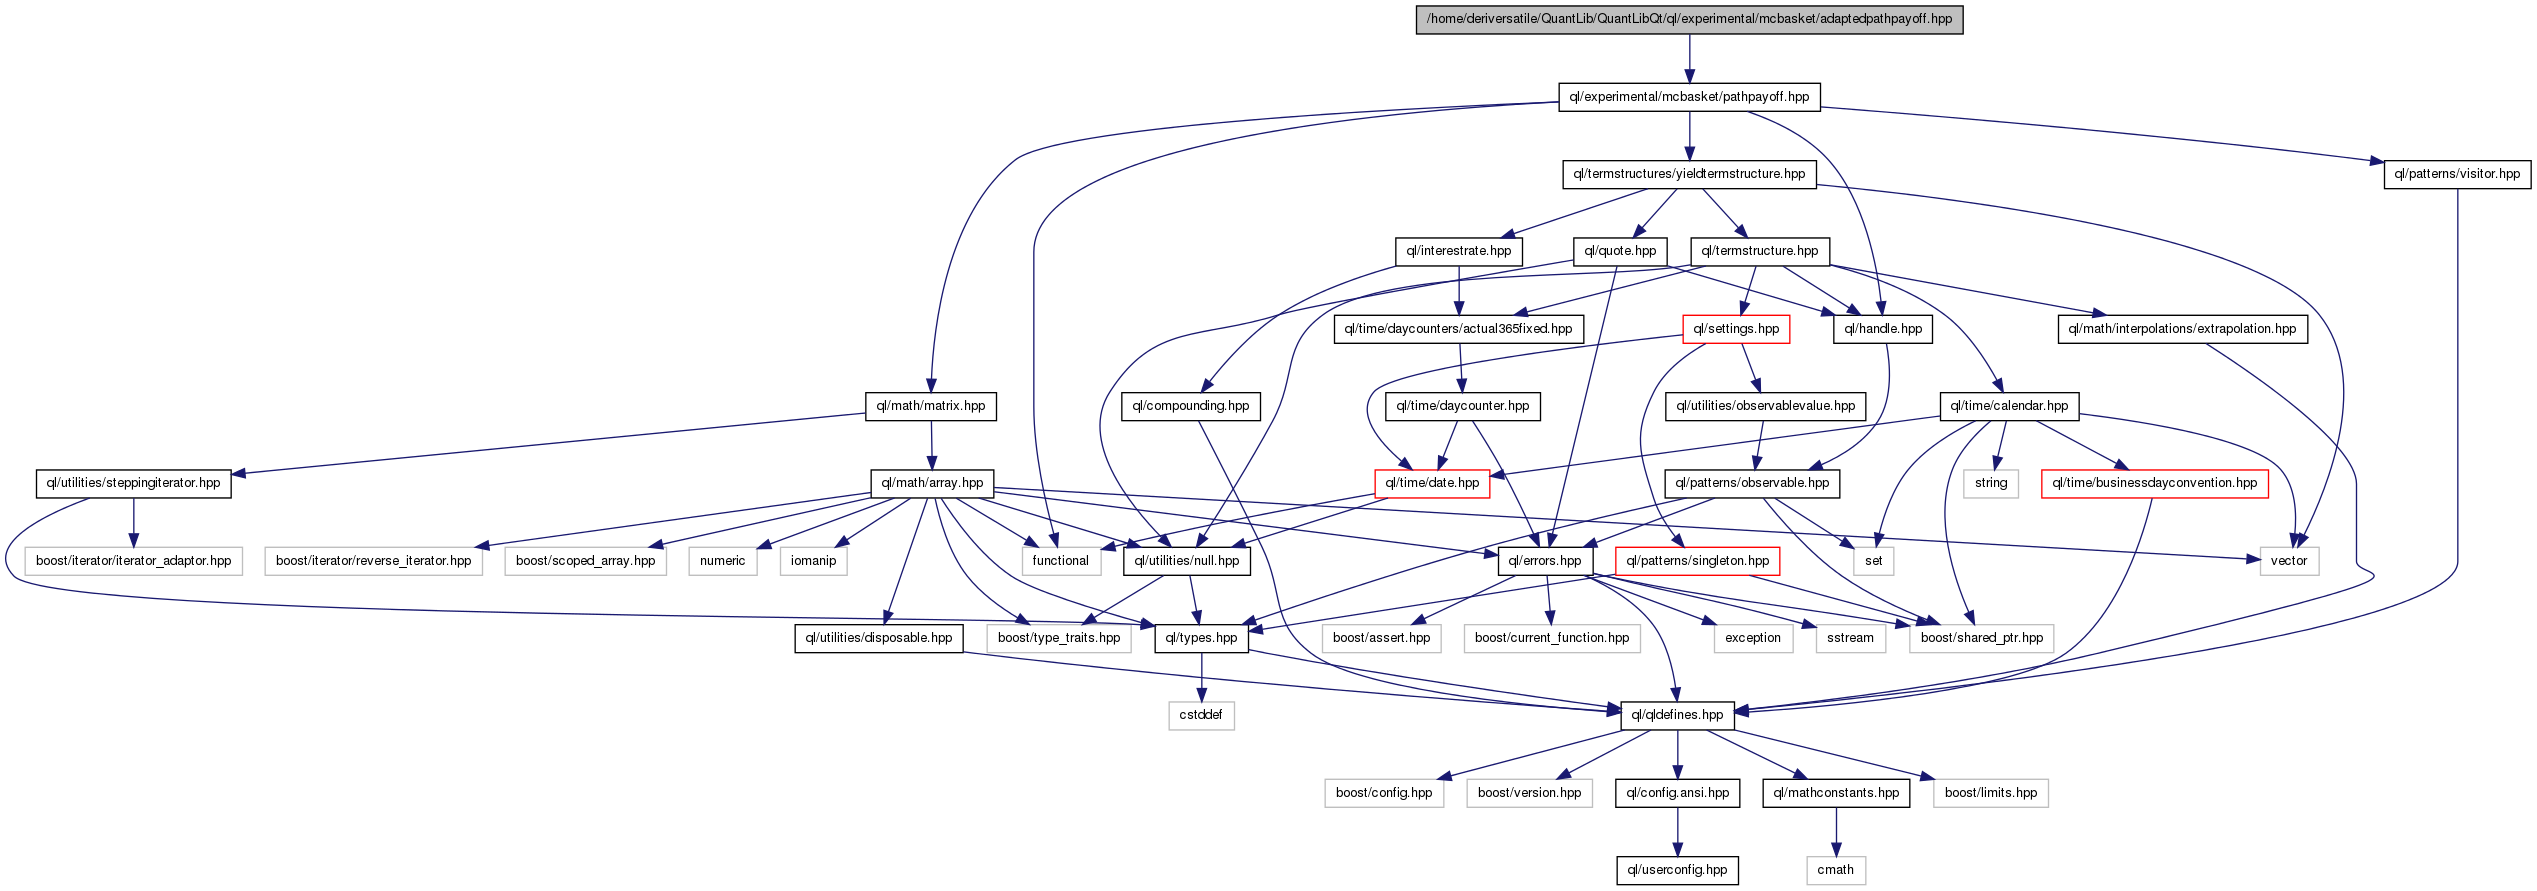 /home/deriversatile/QuantLib/QuantLibQt/ql/experimental/mcbasket/adaptedpathpayoff.hpp
ql/experimental/mcbasket/pathpayoff.hpp
ql/termstructures/yieldtermstructure.hpp
ql/patterns/visitor.hpp
ql/interestrate.hpp
ql/quote.hpp
ql/termstructure.hpp
ql/time/daycounters/actual365fixed.hpp
ql/settings.hpp
ql/handle.hpp
ql/math/interpolations/extrapolation.hpp
ql/math/matrix.hpp
ql/compounding.hpp
ql/time/daycounter.hpp
ql/utilities/observablevalue.hpp
ql/time/calendar.hpp
ql/utilities/steppingiterator.hpp
ql/math/array.hpp
ql/time/date.hpp
ql/patterns/observable.hpp
string
ql/time/businessdayconvention.hpp
boost/iterator/iterator_adaptor.hpp
boost/iterator/reverse_iterator.hpp
boost/scoped_array.hpp
numeric
iomanip
functional
ql/utilities/null.hpp
ql/errors.hpp
ql/patterns/singleton.hpp
set
vector
ql/utilities/disposable.hpp
boost/type_traits.hpp
ql/types.hpp
boost/assert.hpp
boost/current_function.hpp
exception
sstream
boost/shared_ptr.hpp
cstddef
ql/qldefines.hpp
boost/config.hpp
boost/version.hpp
ql/config.ansi.hpp
ql/mathconstants.hpp
boost/limits.hpp
ql/userconfig.hpp
cmath